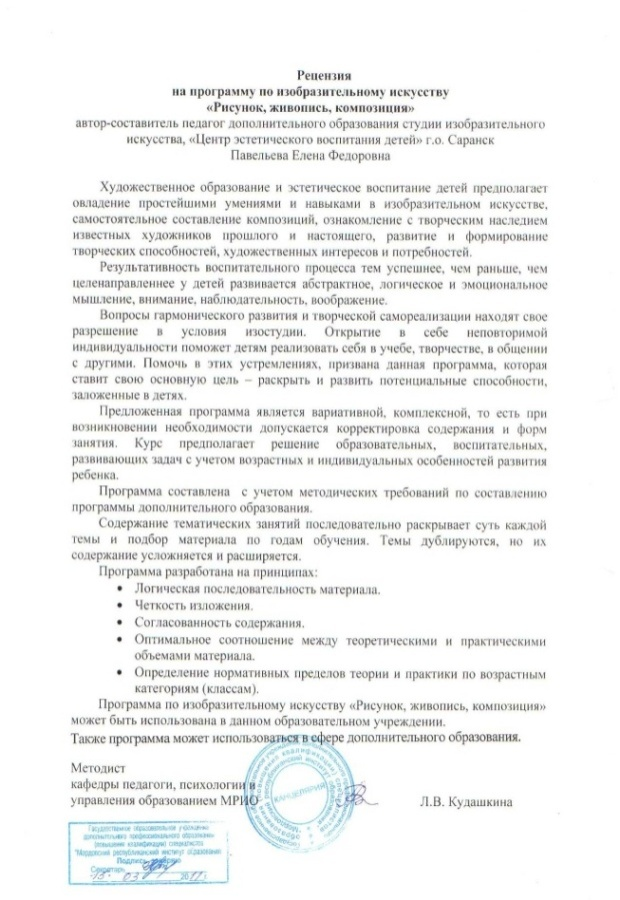 Рецензия
на программу по изобразительному искусству
«Рисунок, живопись, композиция»
автор-составитель педагог дополнительного образования студии изобразительного
искусства, «Центр эстетического воспитания детей» г.о. Саранск
Павельева Елена Федоровна
Художественное образование и эстетическое воспитание детей предполагает
овладение простейшими умениями и навыками в изобразительном искусстве,
самостоятельное составление композиций, ознакомление с творческим наследием
известных художников прошлого и настоящего, развитие и формирование
творческих способностей, художественных интересов и потребностей.
Результативность воспитательного процесса тем успешнее, чем раньше, чем
целенаправленнее у детей развивается абстрактное, логическое и эмоциональное
мышление, внимание, наблюдательность, воображение.
Вопросы гармонического развития и творческой самореализации находят свое
разрешение в условия изостудии. Открытие в себе неповторимой
индивидуальности поможет детям реализовать себя в учебе, творчестве, в общении
с другими. Помочь в этих устремлениях, призвана данная программа, которая
ставит свою основную цель – раскрыть и развить потенциальные способности,
заложенные в детях.
Предложенная программа является вариативной, комплексной, то есть при
возникновении необходимости допускается корректировка содержания и форм
занятия. Курс предполагает решение образовательных, воспитательных,
развивающих задач с учетом возрастных и индивидуальных особенностей развития
ребенка.
Программа составлена с учетом методических требований по составлению
программы дополнительного образования.
Содержание тематических занятий последовательно раскрывает суть каждой
темы и подбор материала по годам обучения. Темы дублируются, но их
содержание усложняется и расширяется.
Программа разработана на принципах:
• Логическая последовательность материала.
• Четкость изложения.
• Согласованность содержания.
• Оптимальное соотношение между теоретическими и практическими
объемами материала.
• Определение нормативных пределов теории и практики по возрастным
категориям (классам).
Программа по изобразительному искусству «Рисунок, живопись, композиция»
может быть использована в данном образовательном учреждении.
Также программа может использоваться в сфере дополнительного образования.
Методист
кафедры педагоги, психологии и
управления образованием МРИО
Л.В. Кудашкина
КАНЦЕЛЯРИЯ
Государственное образовательное учреждение
дополнительного профессионального образования
(повышения квалификации) специалистов
"Мордовский республиканский институт образования"
Подпись
Секретарь
15 03 2011 г.